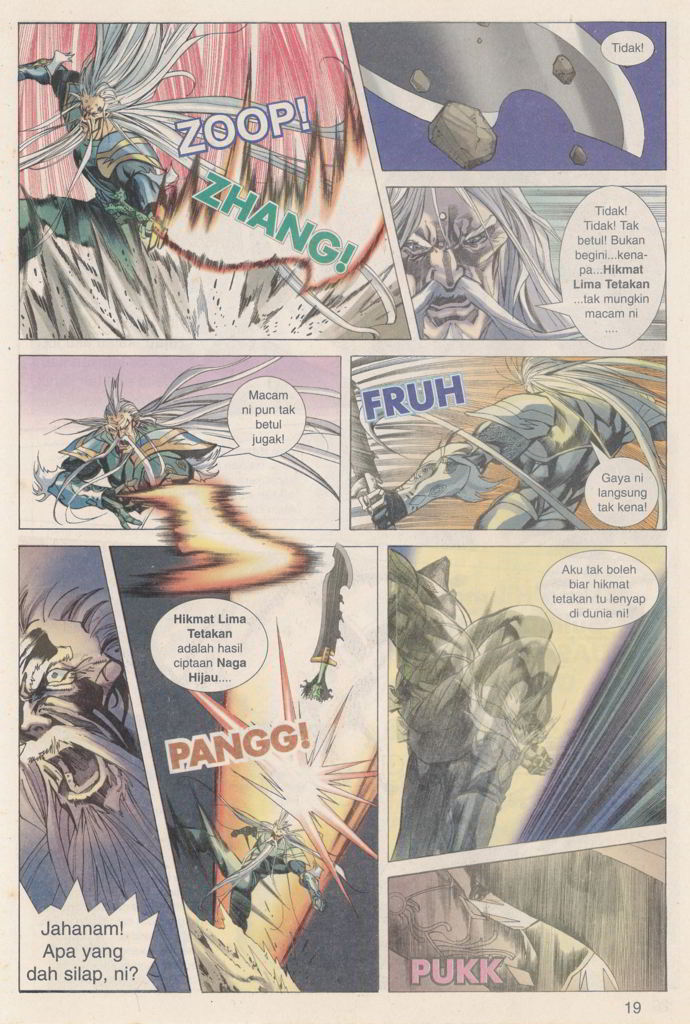 ZOOP!
ZHANG!
Tidak!
Tidak!
Tidak! Tak
betul! Bukan
begini...kena-
pa...Hikmat
Lima Tetakan
...tak mungkin
macam ni
....
Macam
ni pun tak
betul
jugak!
FRUH
Gaya ni
langsung
tak kena!
Jahanam!
Apa yang
dah silap, ni?
Hikmat Lima
Tetakan
adalah hasil
ciptaan Naga
Hijau....
PANGG!
Aku tak boleh
biar hikmat
tetakan tu lenyap
di dunia ni!
PUKK
19